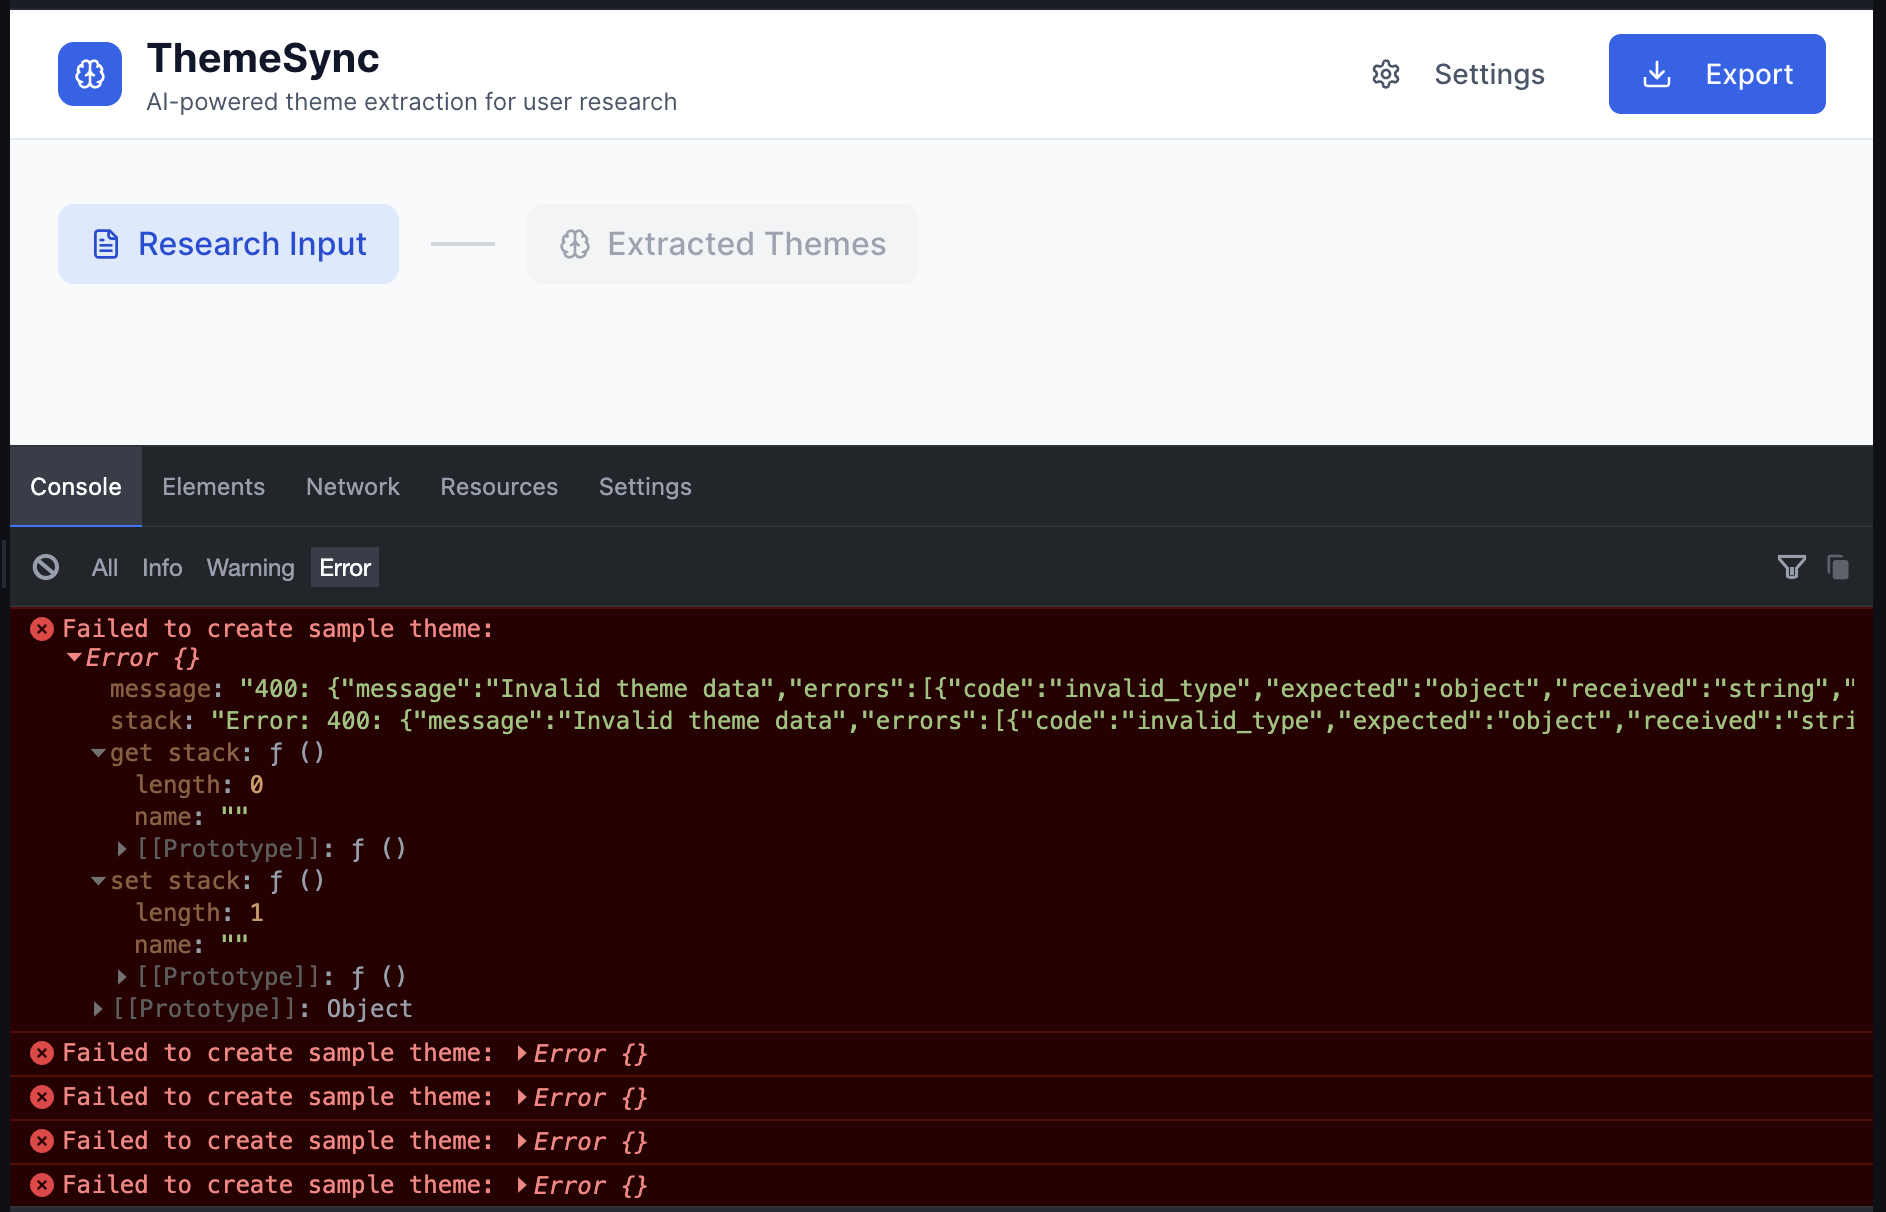 ThemeSync
AI-powered theme extraction for user research
Settings
Export
Research Input
Extracted Themes
Console Elements Network Resources Settings
All Info Warning Error
Failed to create sample theme:
Error {}
message: "400: {"message":"Invalid theme data","errors":[{"code":"invalid_type","expected":"object","received":"string","
stack: "Error: 400: {"message":"Invalid theme data","errors":[{"code":"invalid_type","expected":"object","received":"stri
get stack: ƒ ()
length: 0
name: ""
[[Prototype]]: ƒ ()
set stack: ƒ ()
length: 1
name: ""
[[Prototype]]: ƒ ()
[[Prototype]]: Object
Failed to create sample theme: Error {}
Failed to create sample theme: Error {}
Failed to create sample theme: Error {}
Failed to create sample theme: Error {}